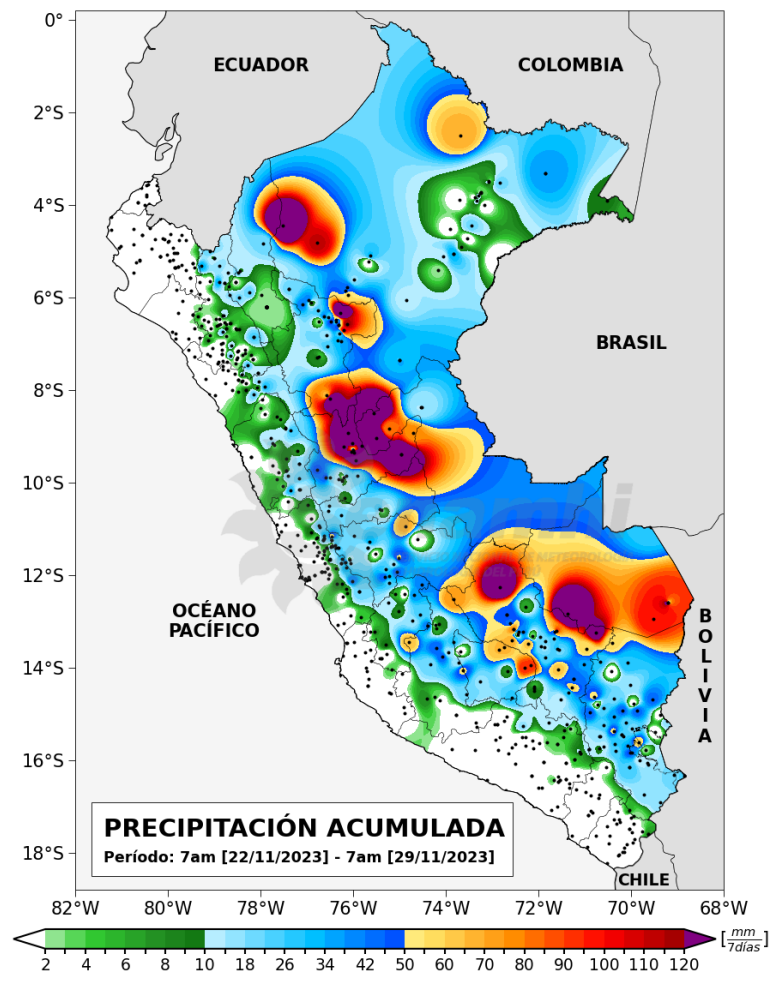 0°
ECUADOR
COLOMBIA
2°S
4°S
6°S
BRASIL
8°S
10°S
senamhi
12°S
OCÉANO
PACÍFICO
B
O
L
I
V
I
A
14°S
16°S
PRECIPITACIÓN ACUMULADA
Período: 7am [22/11/2023] - 7am [29/11/2023]
18°S
CHILE
82°W 80°W 78°W 76°W 74°W 72°W 70°W 68°W
2 4 6 8 10 18 26 34 42 50 60 70 80 90 100 110 120
[mm/7días]